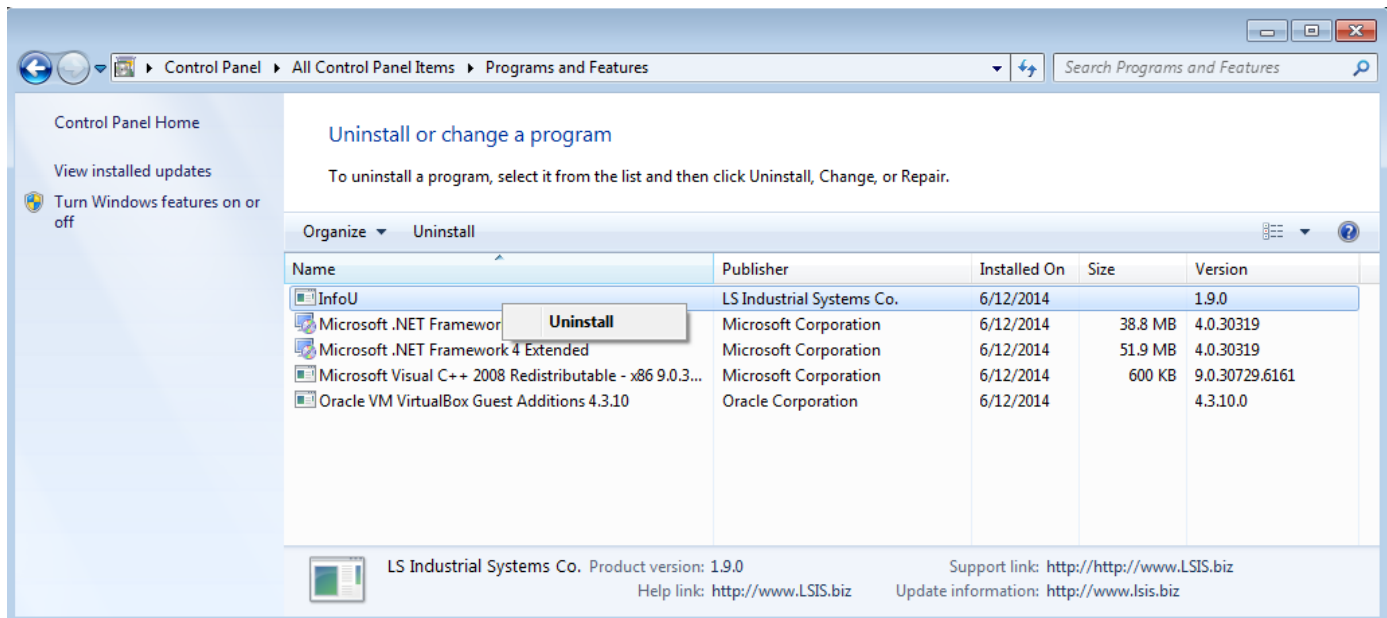 Control Panel ▸ All Control Panel Items ▸ Programs and Features
Search Programs and Features
Control Panel Home
View installed updates
Turn Windows features on or
off
Uninstall or change a program
To uninstall a program, select it from the list and then click Uninstall, Change, or Repair.
Organize Uninstall
Name Publisher Installed On Size Version
InfoU LS Industrial Systems Co. 6/12/2014 1.9.0
Uninstall
Microsoft .NET Microsoft Corporation 6/12/2014 38.8 MB 4.0.30319
Microsoft .NET Framework 4 Extended Microsoft Corporation 6/12/2014 51.9 MB 4.0.30319
Microsoft Visual C++ 2008 Redistributable - x86 9.0.3... Microsoft Corporation 6/12/2014 600 KB 9.0.30729.6161
Oracle VM VirtualBox Guest Additions 4.3.10 Oracle Corporation 6/12/2014 4.3.10.0
LS Industrial Systems Co. Product version: 1.9.0 Support link: http://http://www.LSIS.biz
Help link: http://www.LSIS.biz Update information: http://www.lsis.biz